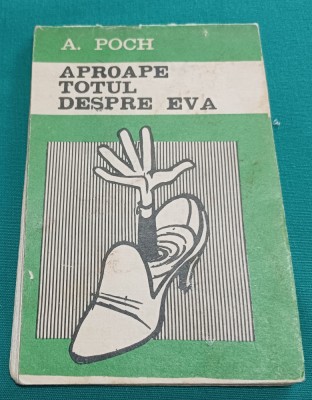 A. POCH
APROAPE
TOTUL
DESPRE EVA